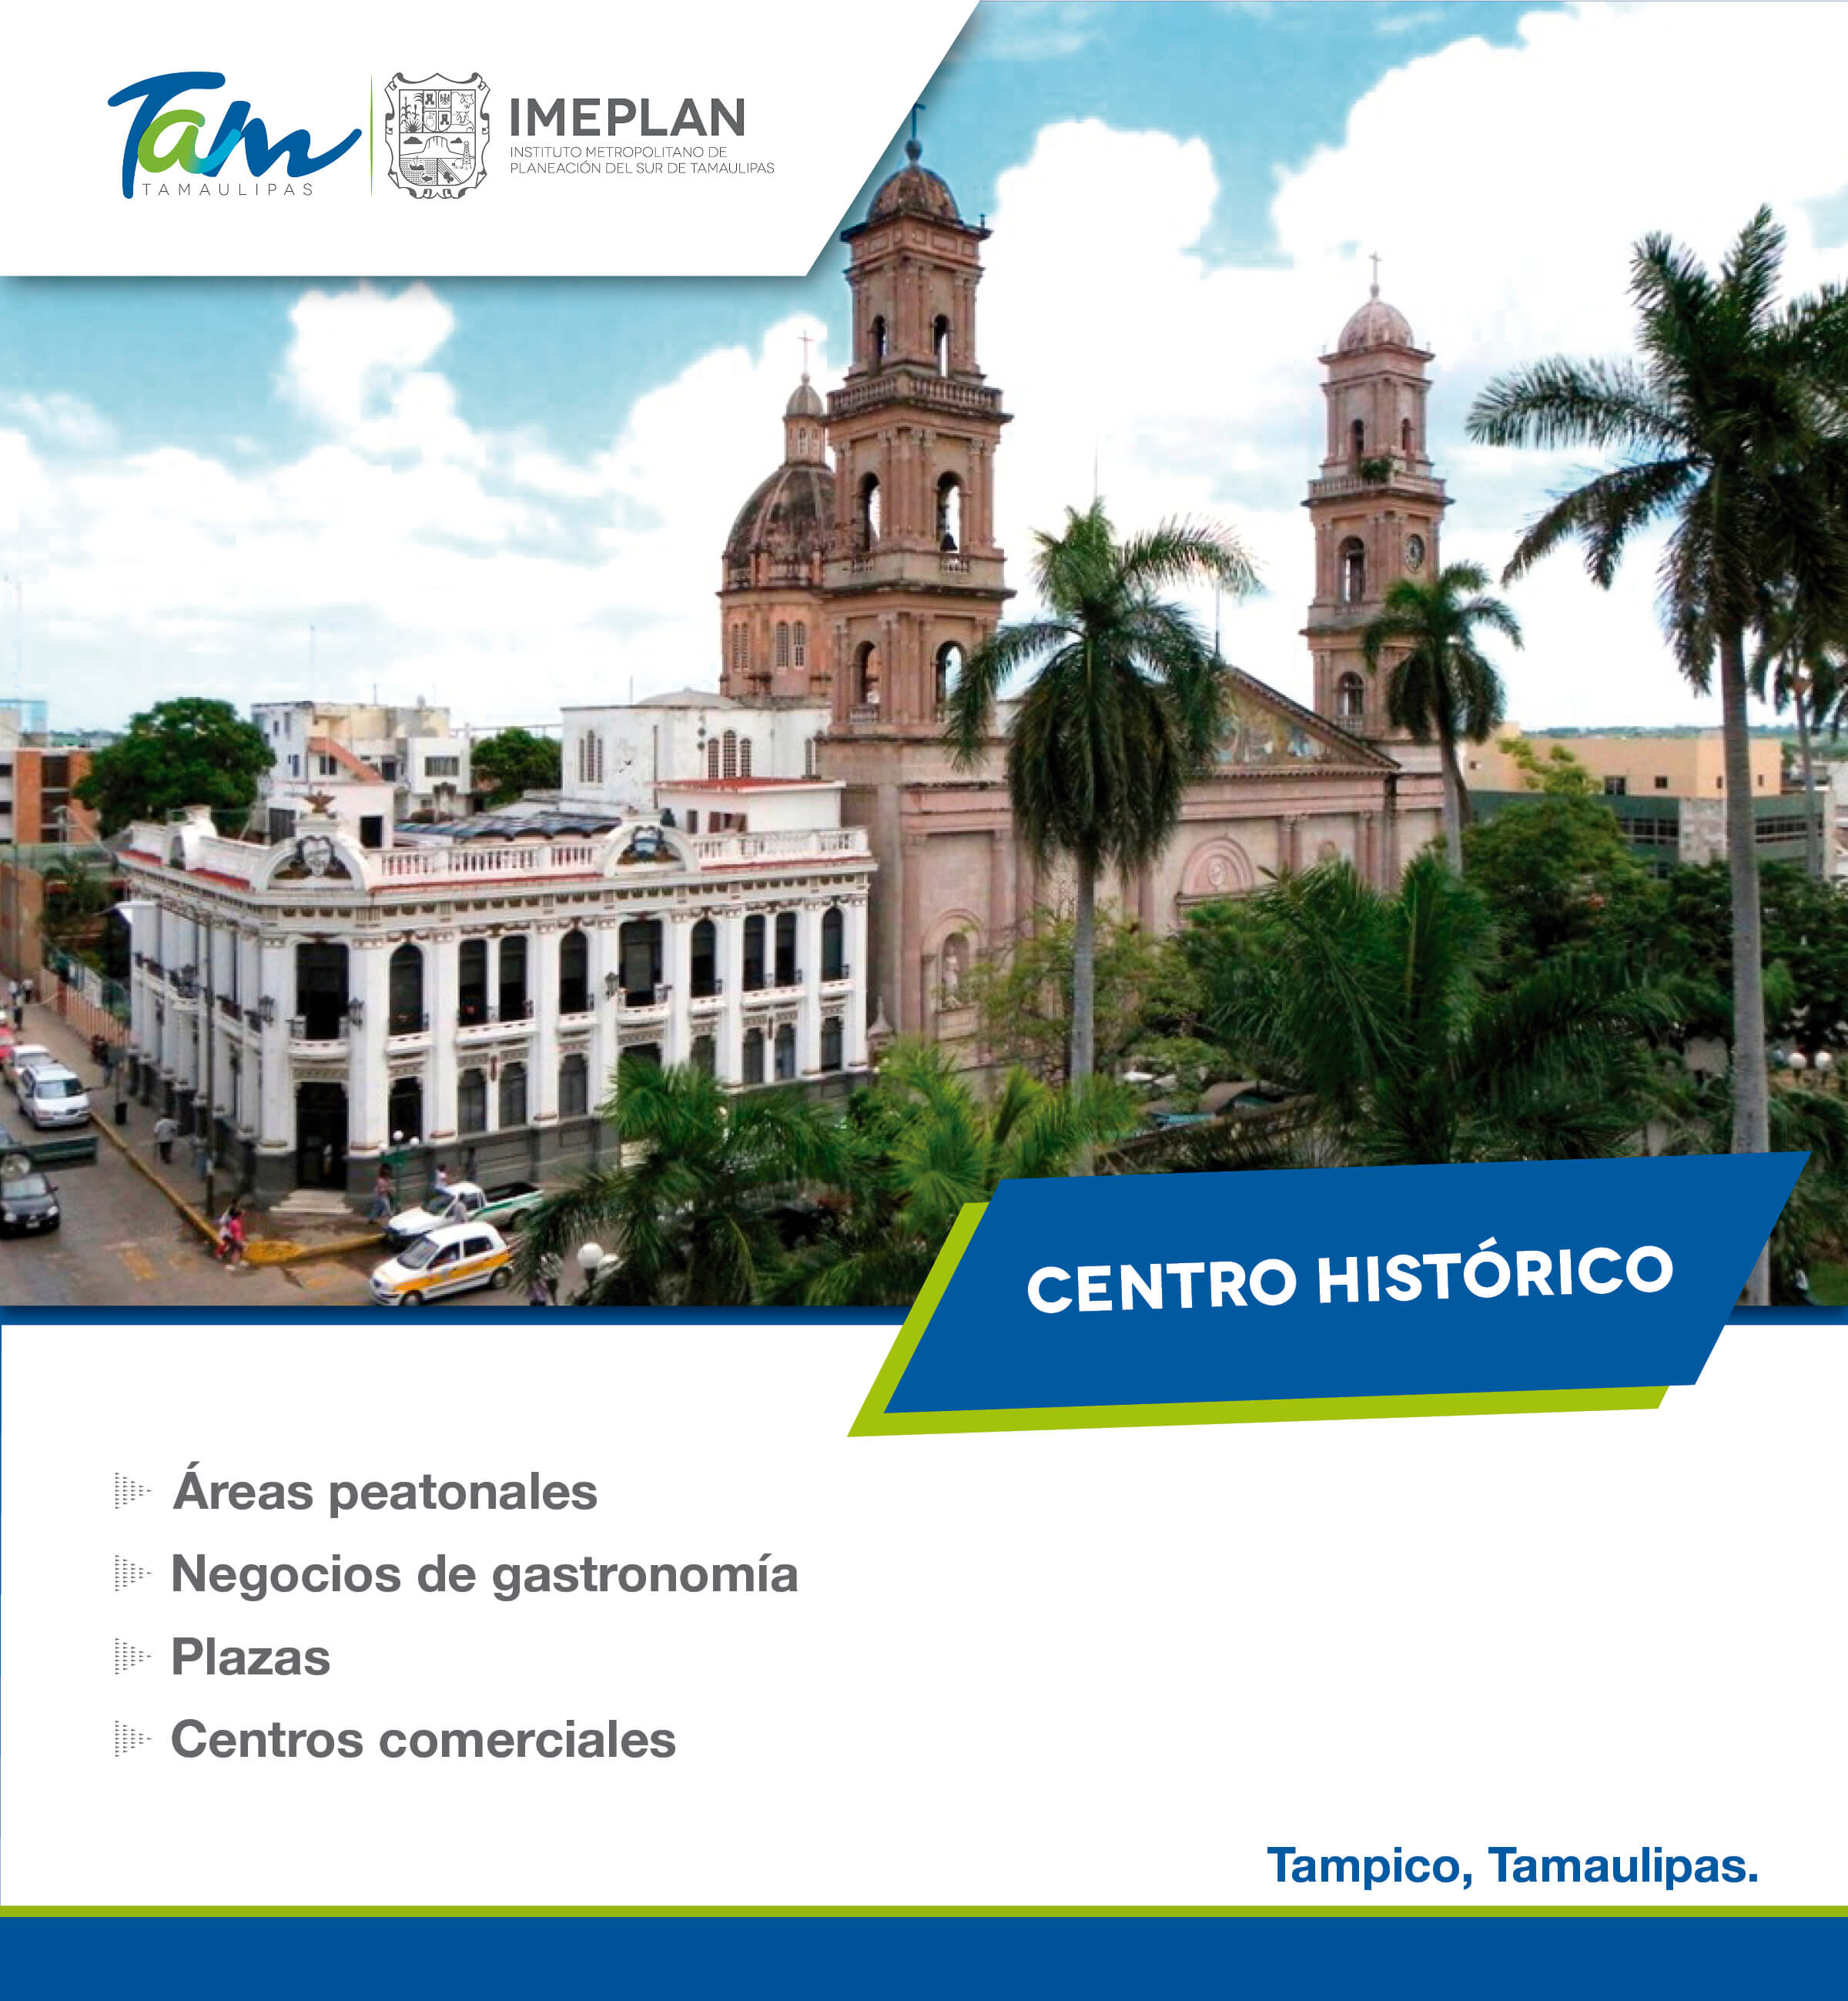 Tam
TAMAULIPAS
IMEPLAN
INSTITUTO METROPOLITANO DE
PLANEACIÓN DEL SUR DE TAMAULIPAS
CENTRO HISTÓRICO
Áreas peatonales
Negocios de gastronomía
Plazas
Centros comerciales
Tampico, Tamaulipas.